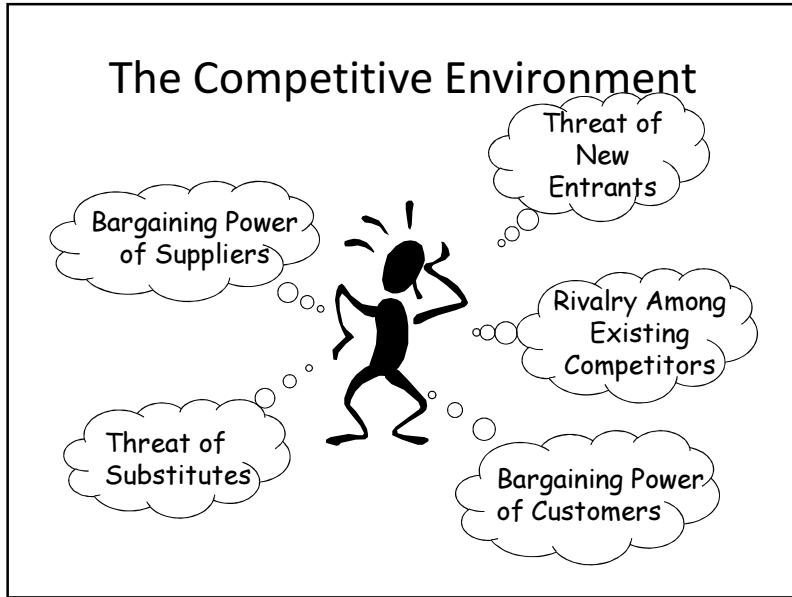 The Competitive Environment
Threat of
New
Entrants
Bargaining Power
of Suppliers
Rivalry Among
Existing
Competitors
Threat of
Substitutes
Bargaining Power
of Customers